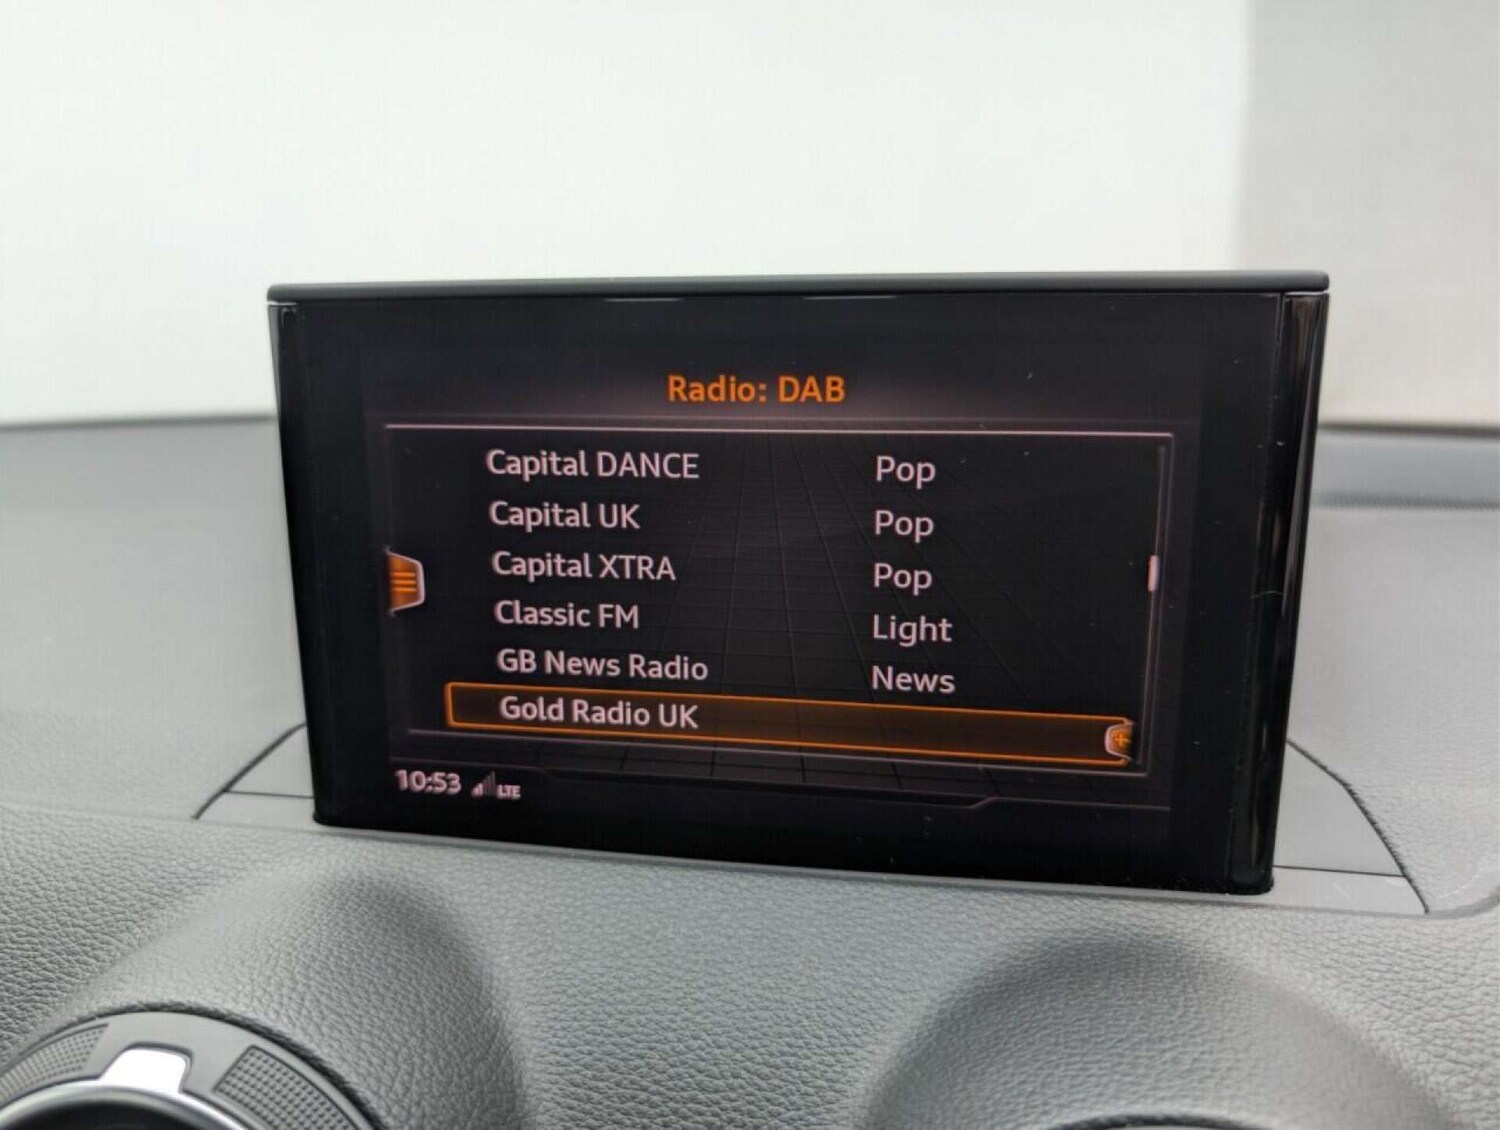 Radio: DAB
Capital DANCE Pop
Capital UK Pop
Capital XTRA Pop
Classic FM Light
GB News Radio News
Gold Radio UK
10:53 LTE